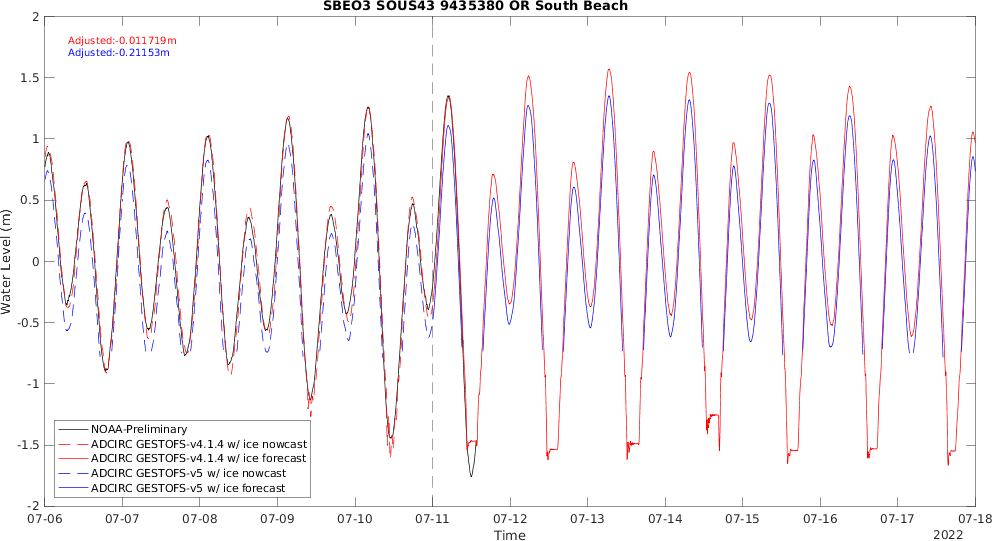 SBEO3 SOUS43 9435380 OR South Beach
Adjusted:-0.011719m
Adjusted:-0.21153m
Water Level (m)
2
1.5
1
0.5
0
-0.5
-1
-1.5
-2
NOAA-Preliminary
ADCIRC GESTOFS-v4.1.4 w/ ice nowcast
ADCIRC GESTOFS-v4.1.4 w/ ice forecast
ADCIRC GESTOFS-v5 w/ ice nowcast
ADCIRC GESTOFS-v5 w/ ice forecast
07-06 07-07 07-08 07-09 07-10 07-11 07-12 07-13 07-14 07-15 07-16 07-17 07-18
Time
2022